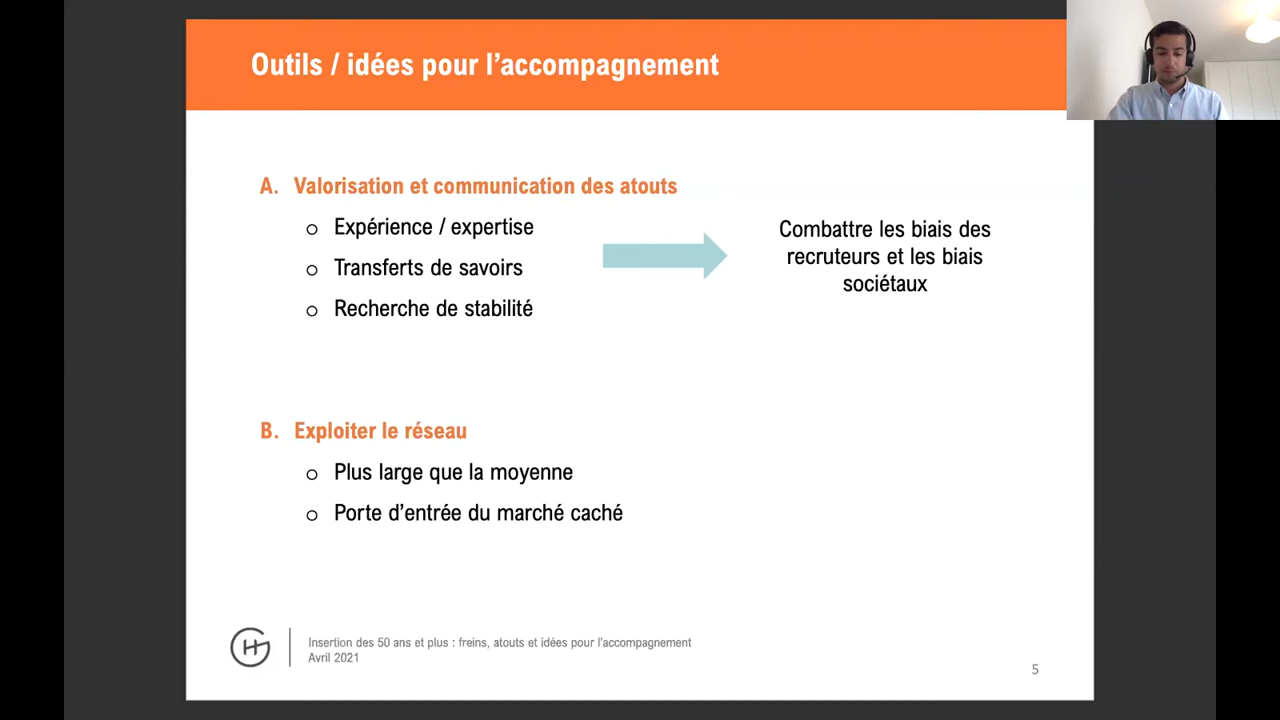 Outils / idées pour l’accompagnement
A. Valorisation et communication des atouts
o Expérience / expertise
o Transferts de savoirs
o Recherche de stabilité
Combattre les biais des
recruteurs et les biais
sociétaux
B. Exploiter le réseau
o Plus large que la moyenne
o Porte d’entrée du marché caché
Insertion des 50 ans et plus : freins, atouts et idées pour l'accompagnement
Avril 2021
5